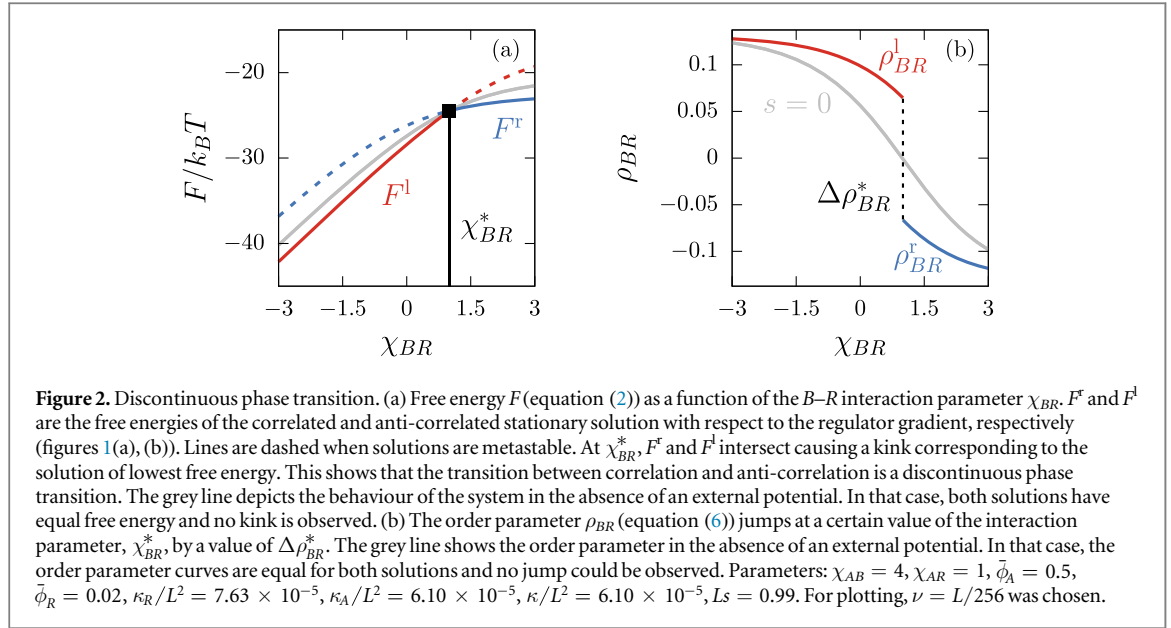 (a)
−20
−30
−40
F/k_BT
F^r
F^l
χ*_BR
−3 −1.5 0 1.5 3
χ_BR
(b)
0.1
0.05
0
−0.05
−0.1
ρ_BR
ρ^l_BR
s = 0
Δρ*_BR
ρ^r_BR
−3 −1.5 0 1.5 3
χ_BR
Figure 2. Discontinuous phase transition. (a) Free energy F (equation (2)) as a function of the B–R interaction parameter χ_BR. F^r and F^l
are the free energies of the correlated and anti-correlated stationary solution with respect to the regulator gradient, respectively
(figures 1(a), (b)). Lines are dashed when solutions are metastable. At χ*_BR, F^r and F^l intersect causing a kink corresponding to the
solution of lowest free energy. This shows that the transition between correlation and anti-correlation is a discontinuous phase
transition. The grey line depicts the behaviour of the system in the absence of an external potential. In that case, both solutions have
equal free energy and no kink is observed. (b) The order parameter ρ_BR (equation (6)) jumps at a certain value of the interaction
parameter, χ*_BR, by a value of Δρ*_BR. The grey line shows the order parameter in the absence of an external potential. In that case, the
order parameter curves are equal for both solutions and no jump could be observed. Parameters: χ_AB = 4, χ_AR = 1, ϕ̄_A = 0.5,
ϕ̄_R = 0.02, κ_R/L² = 7.63 × 10⁻⁵, κ_A/L² = 6.10 × 10⁻⁵, κ/L² = 6.10 × 10⁻⁵, Ls = 0.99. For plotting, ν = L/256 was chosen.